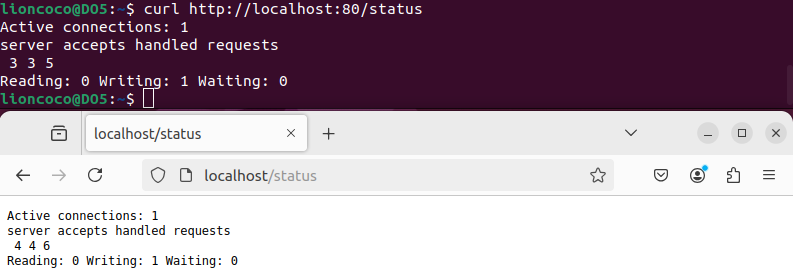 lioncoco@DO5:~$ curl http://localhost:80/status
Active connections: 1
server accepts handled requests
 3 3 5
Reading: 0 Writing: 1 Waiting: 0
lioncoco@DO5:~$
localhost/status
localhost/status
Active connections: 1
server accepts handled requests
 4 4 6
Reading: 0 Writing: 1 Waiting: 0